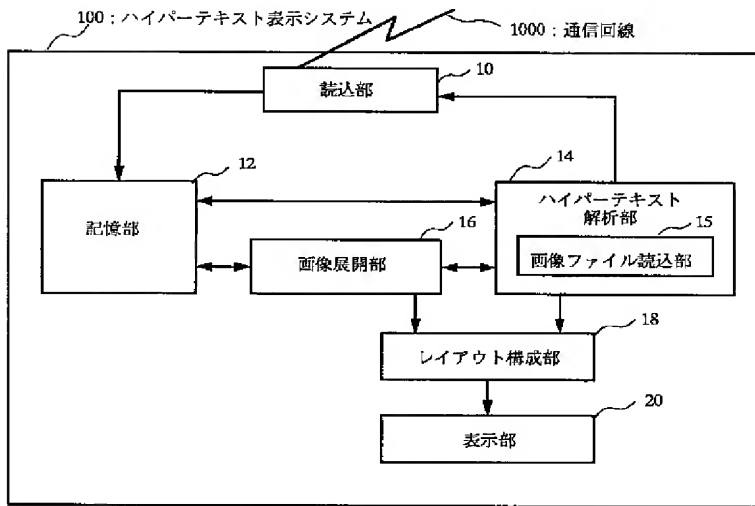 100:ハイパーテキスト表示システム
1000:通信回線
10
読込部
12
記憶部
14
ハイパーテキスト
解析部
15
画像ファイル読込部
16
画像展開部
18
レイアウト構成部
20
表示部